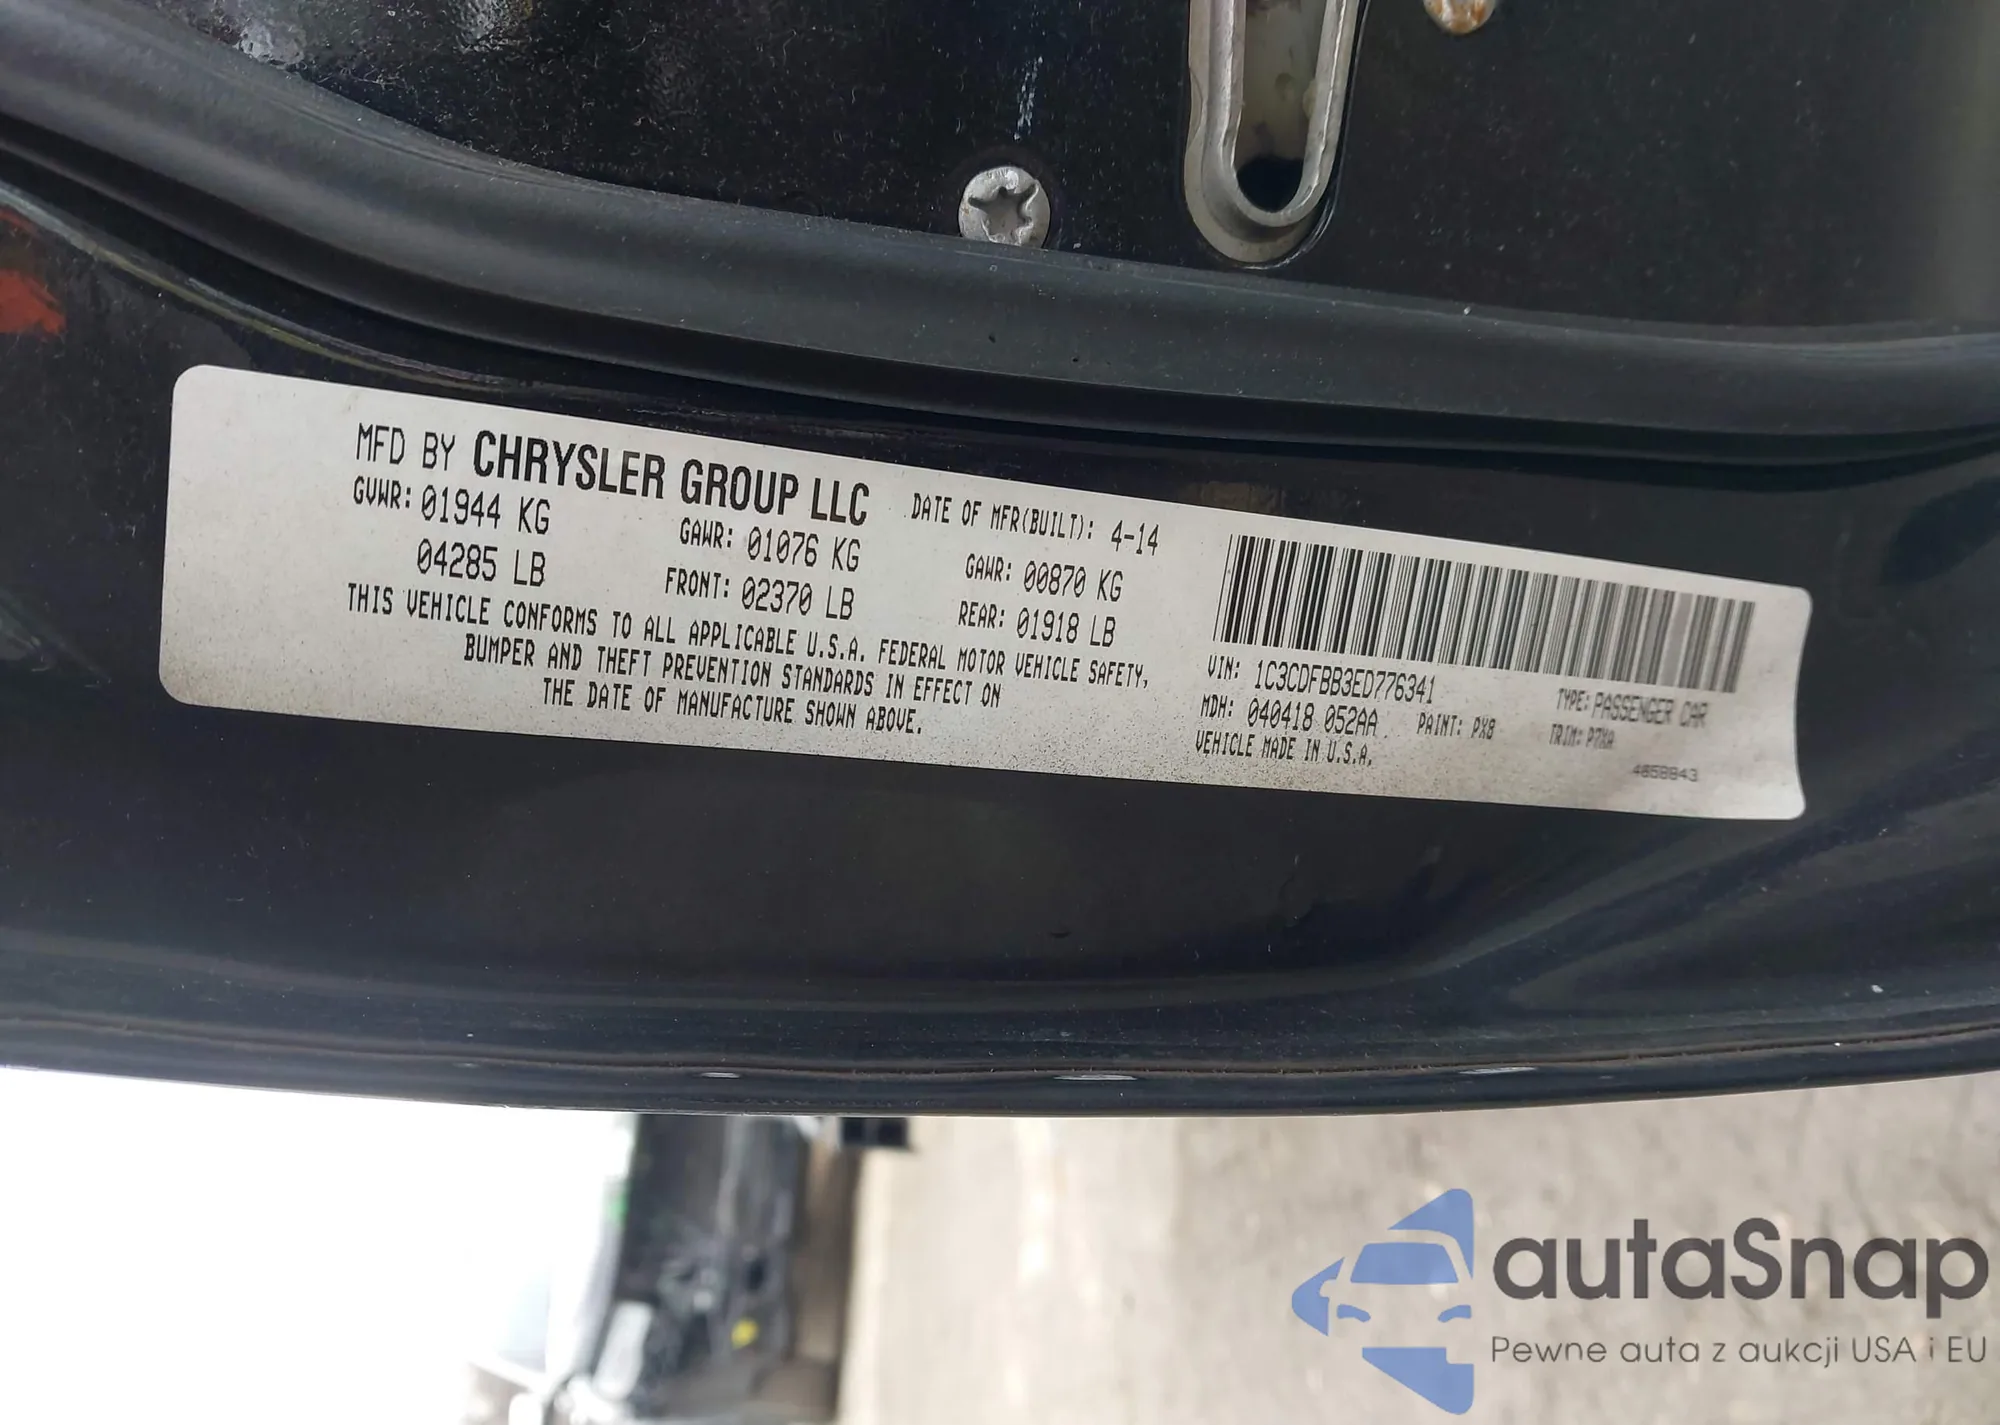 MFD BY CHRYSLER GROUP LLC
DATE OF MFR(BUILT): 4-14
GVWR: 01944 KG
04285 LB
GAWR: 01076 KG
FRONT: 02370 LB
GAWR: 00870 KG
REAR: 01918 LB
THIS VEHICLE CONFORMS TO ALL APPLICABLE U.S.A. FEDERAL MOTOR VEHICLE SAFETY,
BUMPER AND THEFT PREVENTION STANDARDS IN EFFECT ON
THE DATE OF MANUFACTURE SHOWN ABOVE.
VIN: 1C3CDFBB3ED776341
TYPE: PASSENGER CAR
MDH: 040418 052AA
PAINT: PX8
TRIM: P7XA
VEHICLE MADE IN U.S.A.
4658943
autaSnap
Pewne auta z aukcji USA i EU